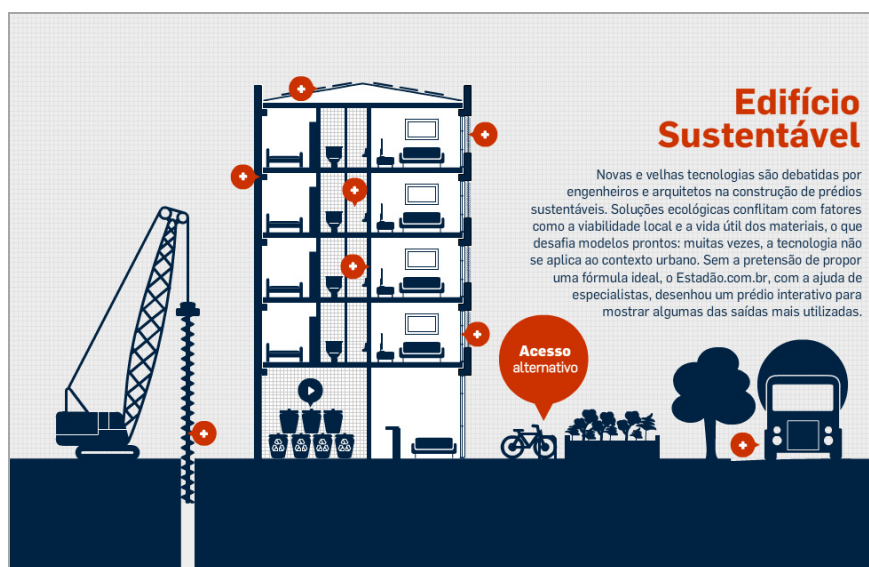 Edifício
Sustentável
Novas e velhas tecnologias são debatidas por
engenheiros e arquitetos na construção de prédios
sustentáveis. Soluções ecológicas conflitam com fatores
como a viabilidade local e a vida útil dos materiais, o que
desafia modelos prontos: muitas vezes, a tecnologia não
se aplica ao contexto urbano. Sem a pretensão de propor
uma fórmula ideal, o Estadão.com.br, com a ajuda de
especialistas, desenhou um prédio interativo para
mostrar algumas das saídas mais utilizadas.
Acesso
alternativo